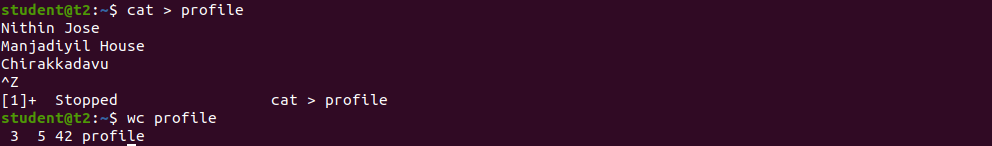 student@t2:~$ cat > profile
Nithin Jose
Manjadiyil House
Chirakkadavu
^Z
[1]+  Stopped                 cat > profile
student@t2:~$ wc profile
 3  5 42 profile